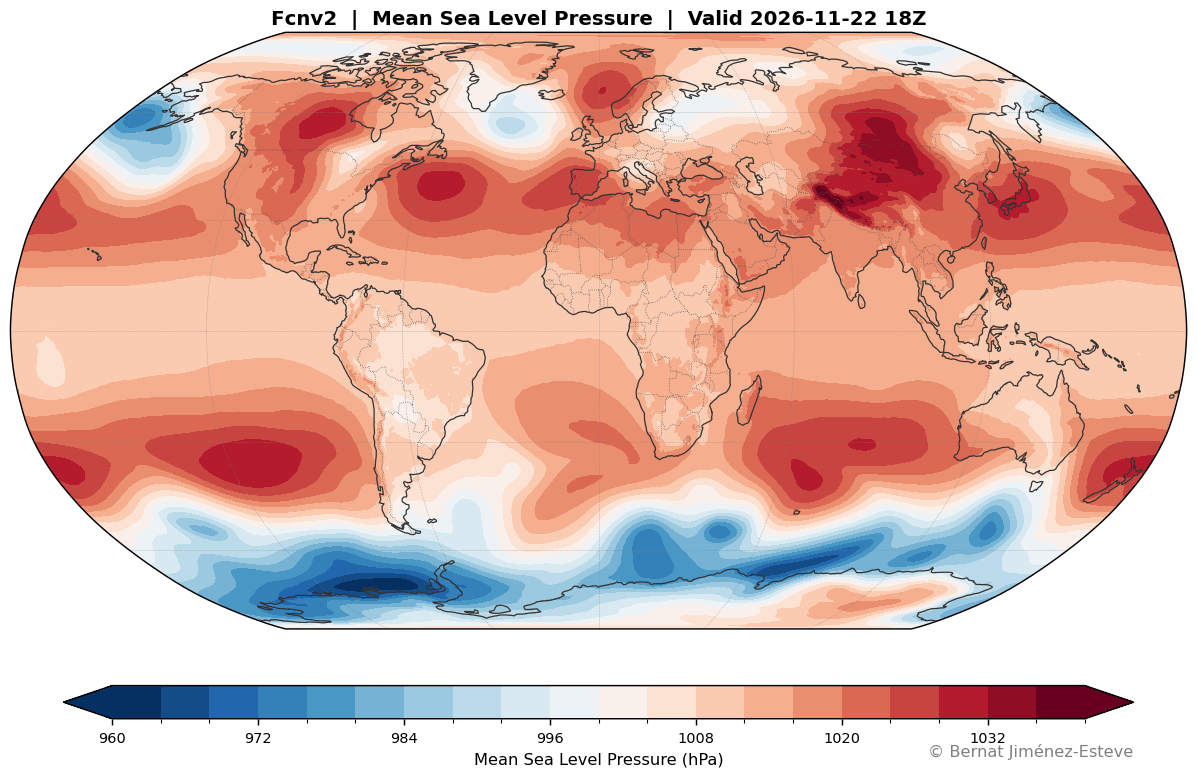 Fcnv2 | Mean Sea Level Pressure | Valid 2026-11-22 18Z
960 972 984 996 1008 1020 1032
Mean Sea Level Pressure (hPa)
© Bernat Jiménez-Esteve